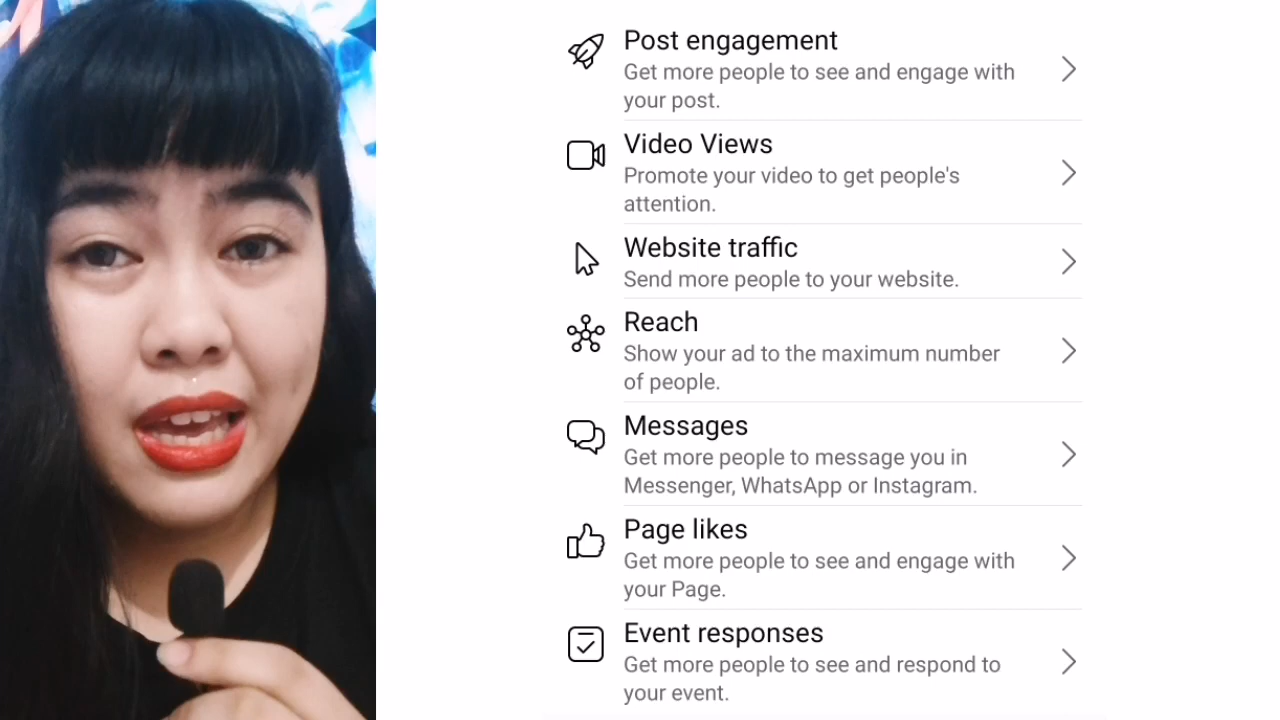 Post engagement
Get more people to see and engage with
your post.
Video Views
Promote your video to get people's
attention.
Website traffic
Send more people to your website.
Reach
Show your ad to the maximum number
of people.
Messages
Get more people to message you in
Messenger, WhatsApp or Instagram.
Page likes
Get more people to see and engage with
your Page.
Event responses
Get more people to see and respond to
your event.